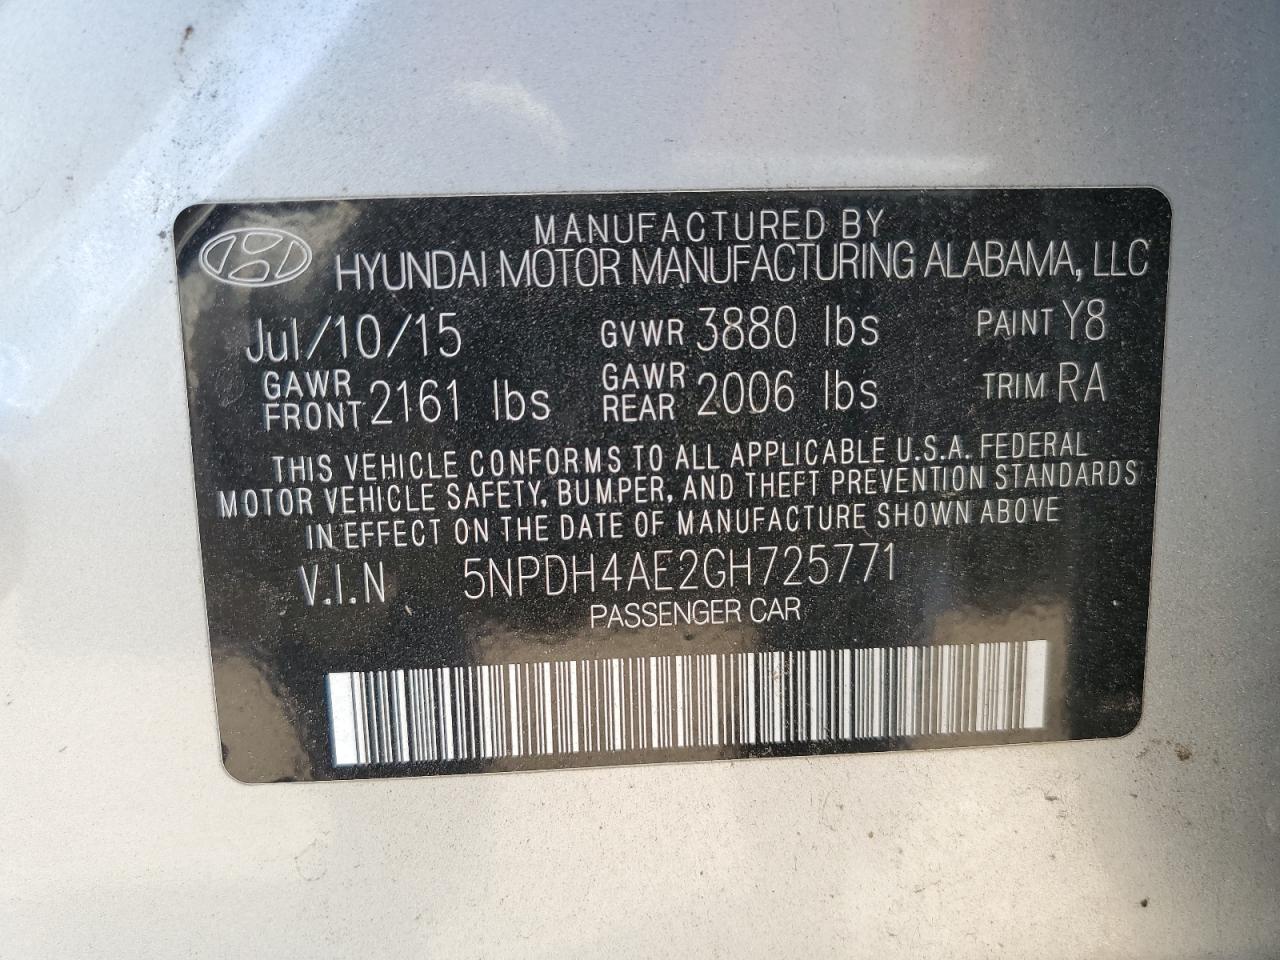 MANUFACTURED BY
HYUNDAI MOTOR MANUFACTURING ALABAMA, LLC
Jul/10/15 GVWR 3880 lbs PAINT Y8
GAWR FRONT 2161 lbs GAWR REAR 2006 lbs TRIM RA
THIS VEHICLE CONFORMS TO ALL APPLICABLE U.S.A. FEDERAL
MOTOR VEHICLE SAFETY, BUMPER, AND THEFT PREVENTION STANDARDS
IN EFFECT ON THE DATE OF MANUFACTURE SHOWN ABOVE
V.I.N 5NPDH4AE2GH725771
PASSENGER CAR